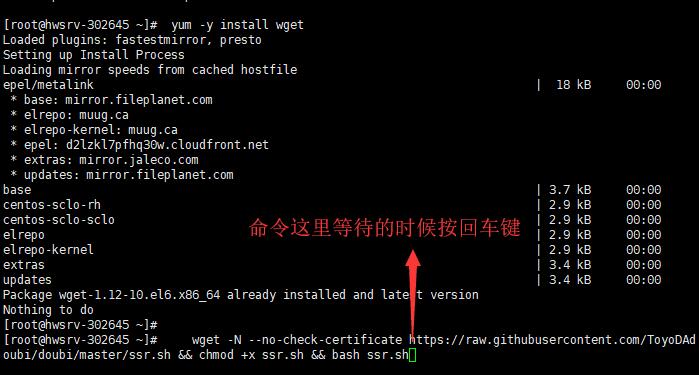 [root@hwsrv-302645 ~]#  yum -y install wget
Loaded plugins: fastestmirror, presto
Setting up Install Process
Loading mirror speeds from cached hostfile
epel/metalink | 18 kB 00:00
* base: mirror.fileplanet.com
* elrepo: muug.ca
* elrepo-kernel: muug.ca
* epel: d2lzkl7pfhq30w.cloudfront.net
* extras: mirror.jaleco.com
* updates: mirror.fileplanet.com
base | 3.7 kB 00:00
centos-sclo-rh | 2.9 kB 00:00
centos-sclo-sclo | 2.9 kB 00:00
命令这里等待的时候按回车键
elrepo | 2.9 kB 00:00
elrepo-kernel | 2.9 kB 00:00
extras | 3.4 kB 00:00
updates | 3.4 kB 00:00
Package wget-1.12-10.el6.x86_64 already installed and latest version
Nothing to do
[root@hwsrv-302645 ~]#
[root@hwsrv-302645 ~]#     wget -N --no-check-certificate https://raw.githubusercontent.com/ToyoDAd
oubi/doubi/master/ssr.sh && chmod +x ssr.sh && bash ssr.sh